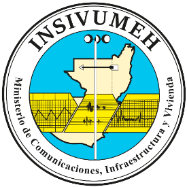 INSIVUMEH
Ministerio de Comunicaciones, Infraestructura y Vivienda